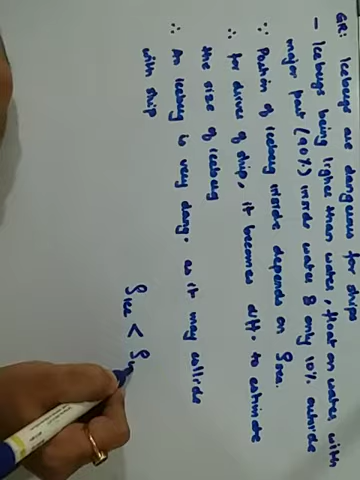 GR: Icebergs are dangerous for ships
– Icebergs being lighter than water, float on water with
major part (90%) inside water & only 10% outside
∵ Portion of Iceberg inside depends on ρsea.
∴ for driver of ship, it becomes diff. to estimate
the size of iceberg
∴ An Iceberg is very dang. as it may collide
with ship
ρice < ρw